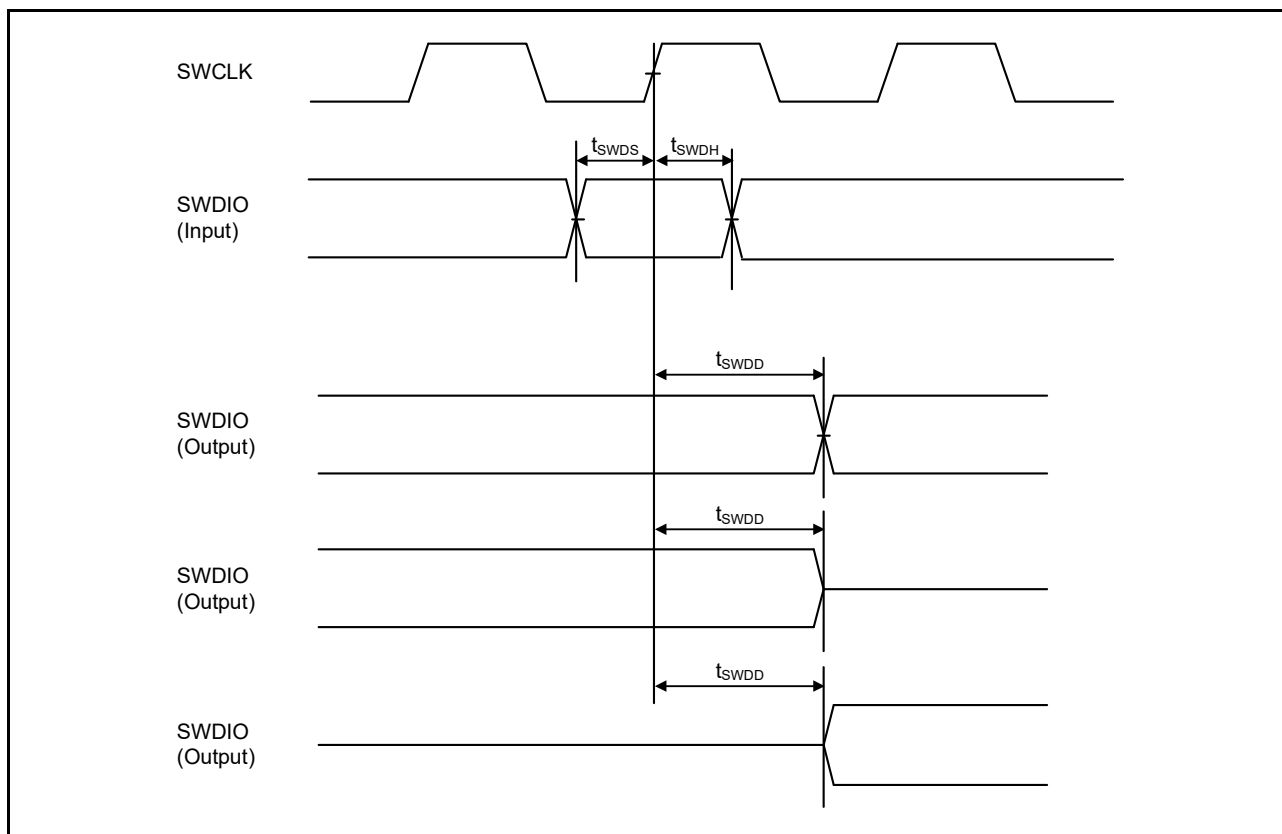 SWCLK
tSWDS
tSWDH
SWDIO
(Input)
tSWDD
SWDIO
(Output)
tSWDD
SWDIO
(Output)
tSWDD
SWDIO
(Output)